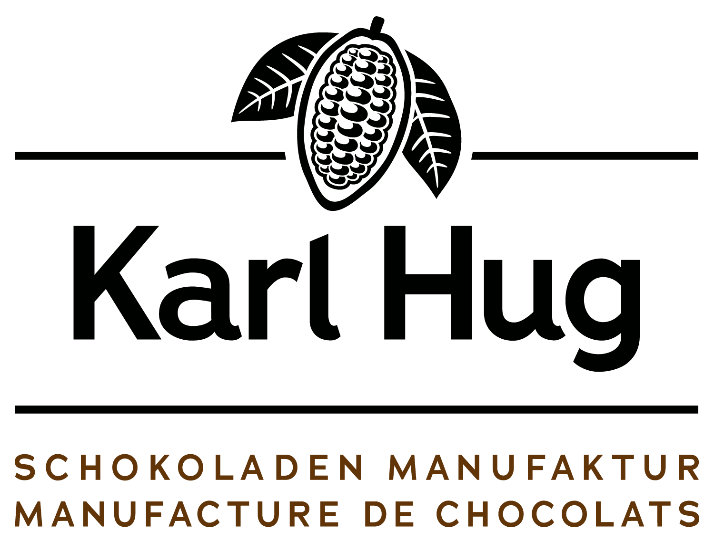 Karl Hug
SCHOKOLADEN MANUFAKTUR
MANUFACTURE DE CHOCOLATS